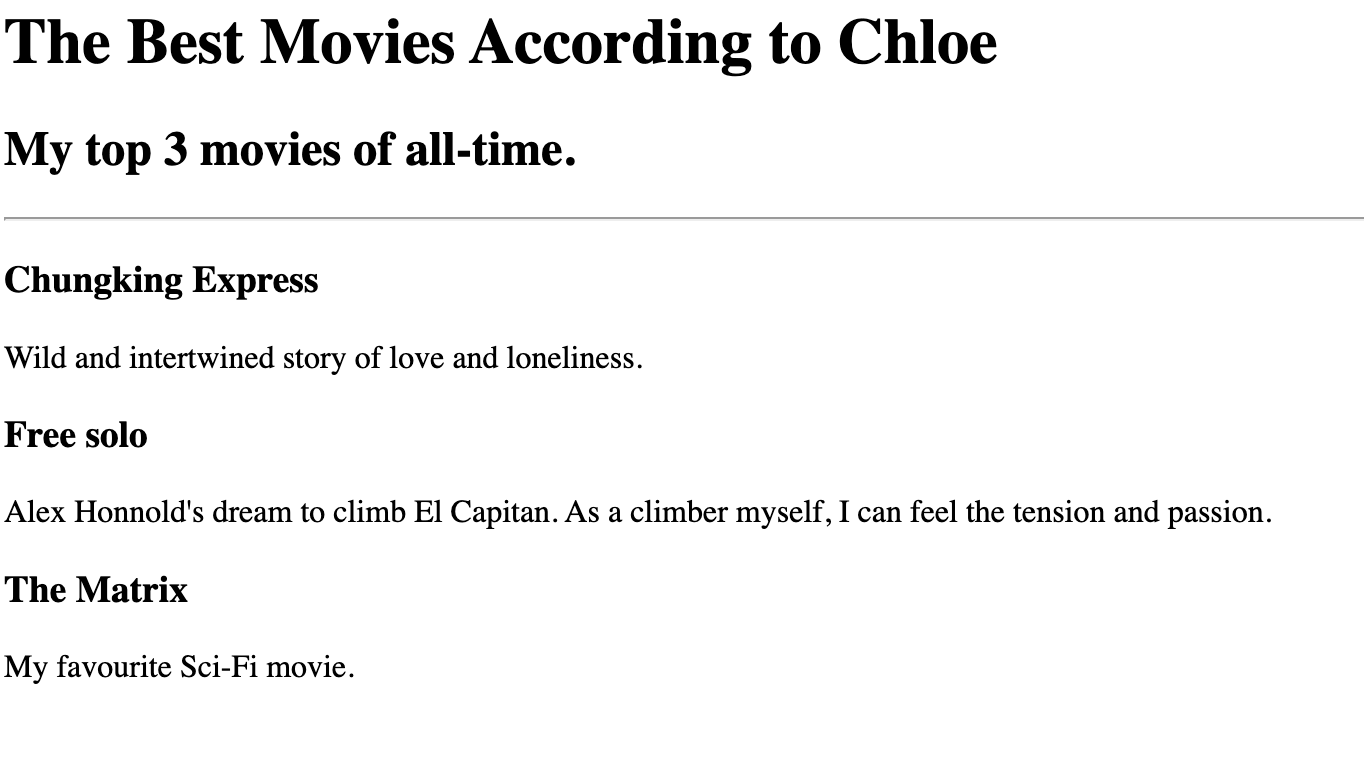 The Best Movies According to Chloe
My top 3 movies of all-time.
Chungking Express
Wild and intertwined story of love and loneliness.
Free solo
Alex Honnold's dream to climb El Capitan. As a climber myself, I can feel the tension and passion.
The Matrix
My favourite Sci-Fi movie.